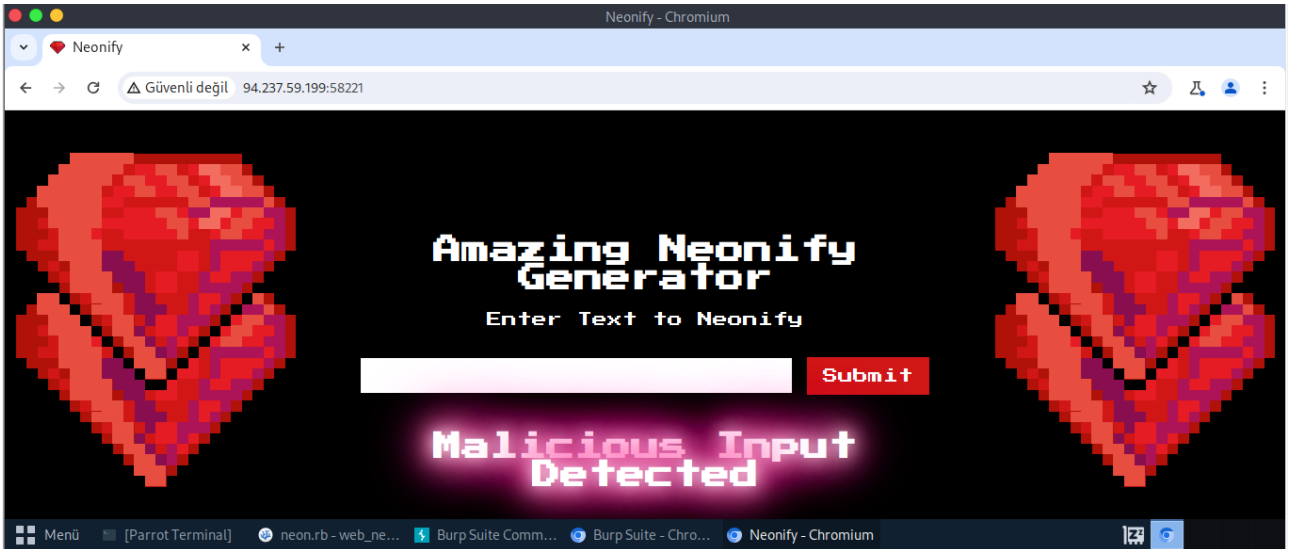 Neonify - Chromium
Neonify
Güvenli değil 94.237.59.199:58221
Amazing Neonify
Generator
Enter Text to Neonify
Submit
Malicious Input
Detected
Menü [Parrot Terminal] neon.rb - web_ne... Burp Suite Comm... Burp Suite - Chro... Neonify - Chromium